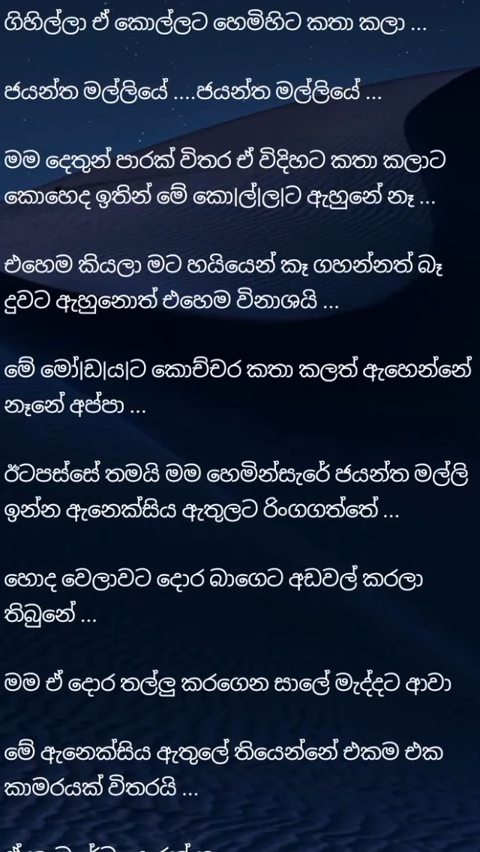 ගිහිල්ලා ඒ කොල්ලට හෙමිහිට කතා කලා ...
ජයන්ත මල්ලියේ ....ජයන්ත මල්ලියේ ...
මම දෙතුන් පාරක් විතර ඒ විදිහට කතා කලාට
කොහෙද ඉතින් මේ කො|ල්|ල|ට ඇහුනේ නෑ ...
එහෙම කියලා මට හයියෙන් කෑ ගහන්නත් බෑ
දුවට ඇහුනොත් එහෙම විනාශයි ...
මේ මෝ|ඩ|ය|ට කොච්චර කතා කලත් ඇහෙන්නේ
නෑනේ අප්පා ...
ඊටපස්සේ තමයි මම හෙමින්සැරේ ජයන්ත මල්ලි
ඉන්න ඇනෙක්සිය ඇතුලට රිංගගත්තේ ...
හොද වෙලාවට දොර බාගෙට අඩවල් කරලා
තිබුනේ ...
මම ඒ දොර තල්ලු කරගෙන සාලේ මැද්දට ආවා
මේ ඇනෙක්සිය ඇතුලේ තියෙන්නේ එකම එක
කාමරයක් විතරයි ...